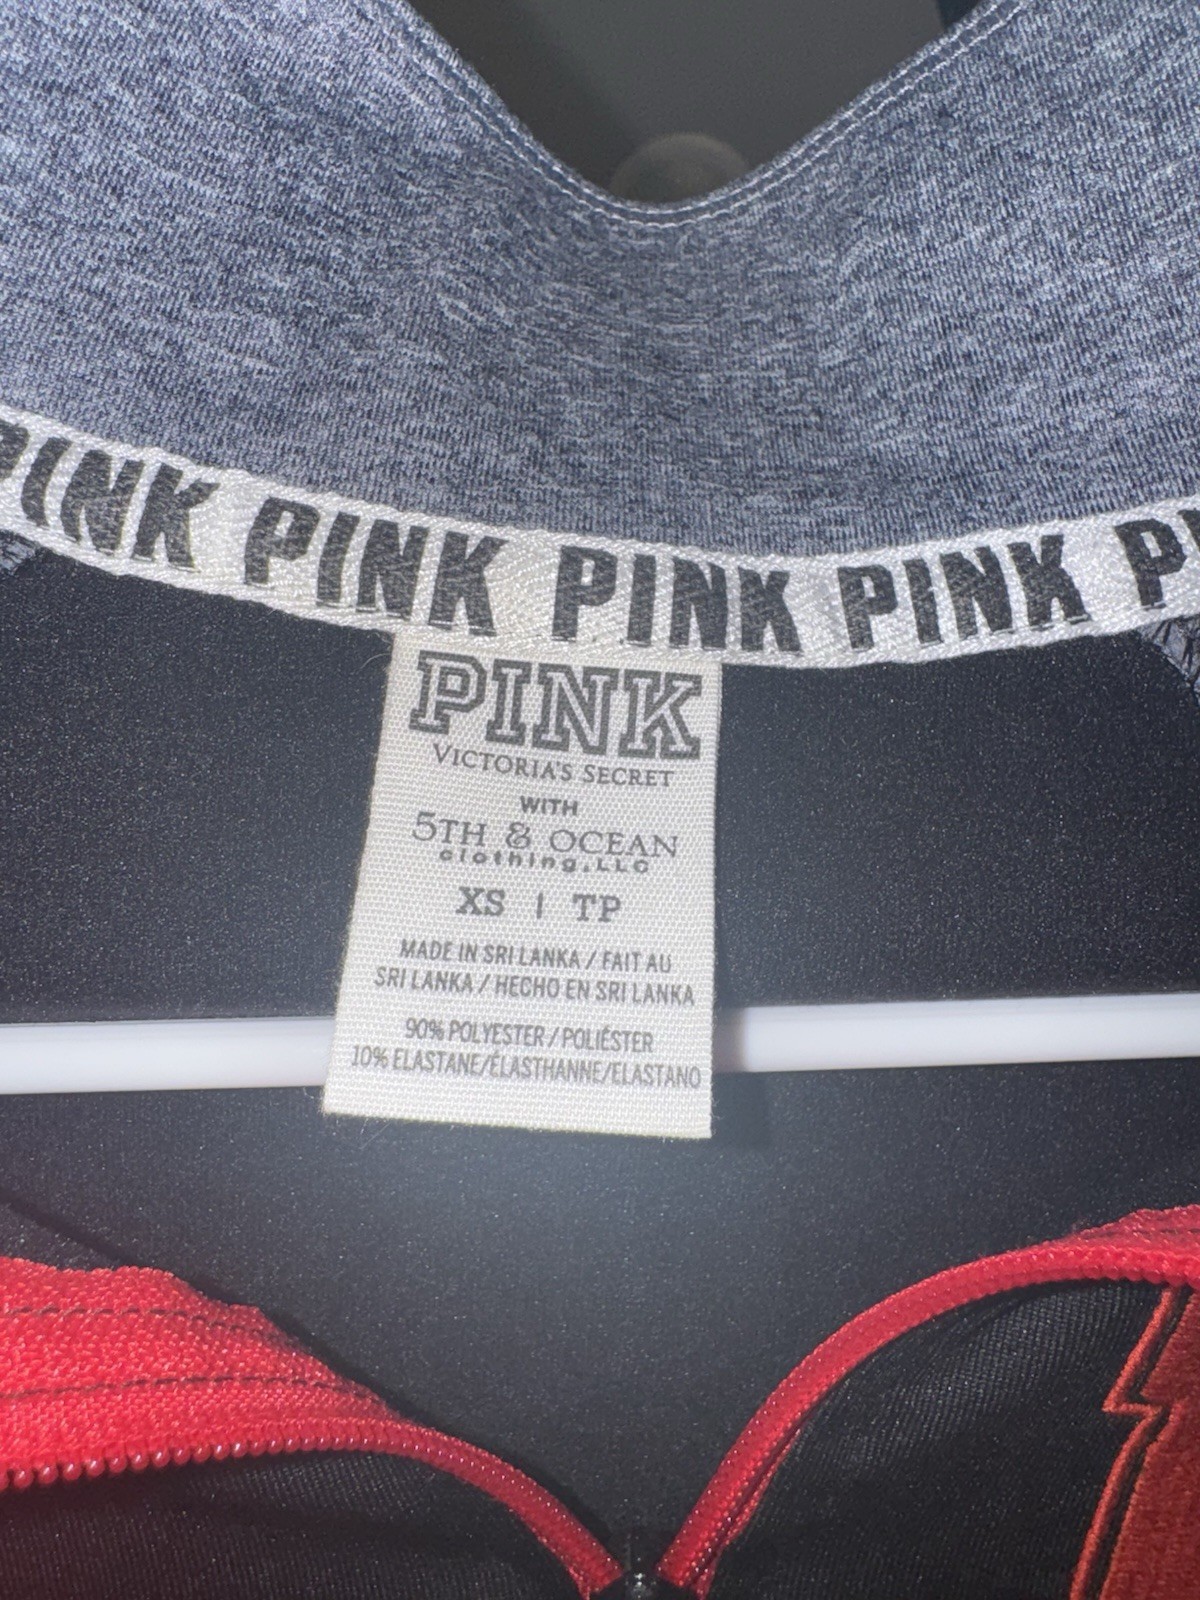 PINK PINK PINK PINK P
PINK
VICTORIA'S SECRET
WITH
5TH & OCEAN
clothing, LLC
XS | TP
MADE IN SRI LANKA / FAIT AU
SRI LANKA / HECHO EN SRI LANKA
90% POLYESTER / POLIÉSTER
10% ELASTANE/ÉLASTHANNE/ELASTANO